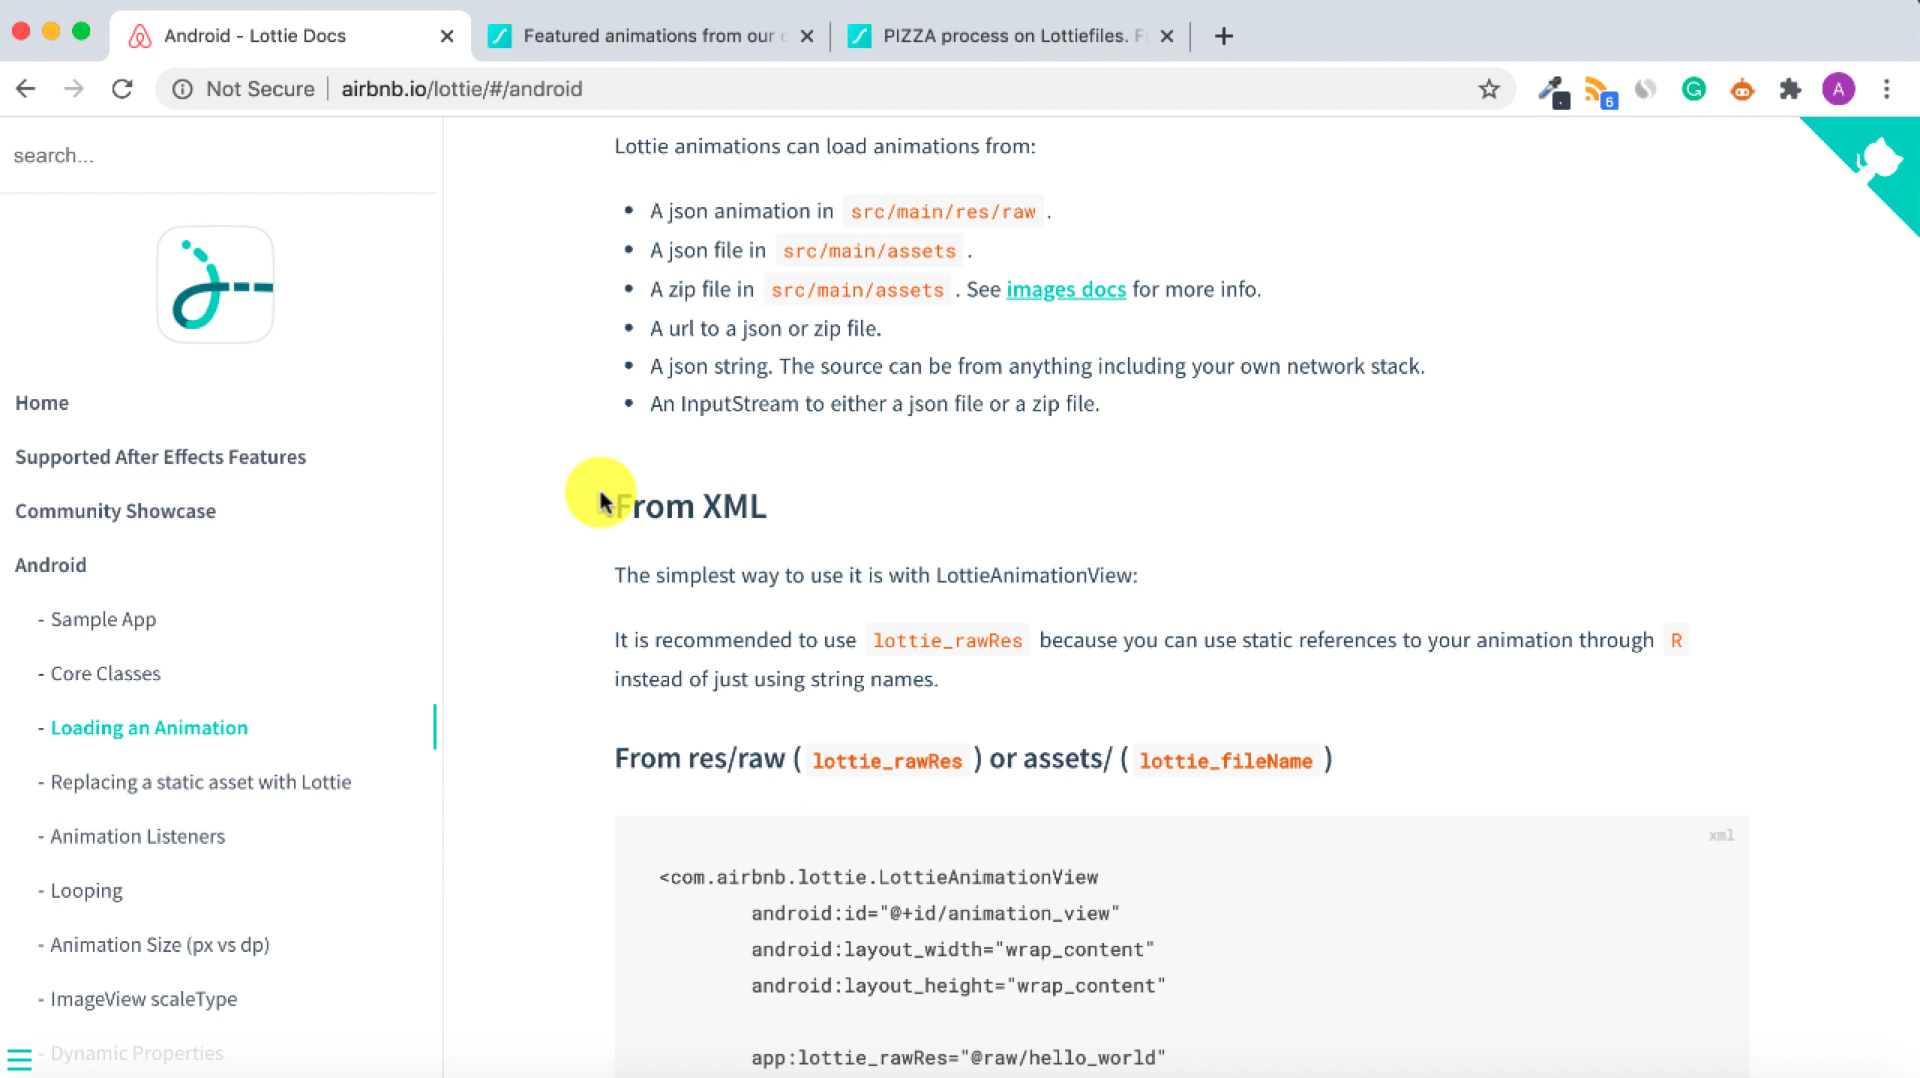 Android - Lottie Docs
Featured animations from our c
PIZZA process on Lottiefiles. F
Not Secure airbnb.io/lottie/#/android
6
A
search...
Home
Supported After Effects Features
Community Showcase
Android
- Sample App
- Core Classes
- Loading an Animation
- Replacing a static asset with Lottie
- Animation Listeners
- Looping
- Animation Size (px vs dp)
- ImageView scaleType
- Dynamic Properties
Lottie animations can load animations from:
• A json animation in src/main/res/raw .
• A json file in src/main/assets .
• A zip file in src/main/assets . See images docs for more info.
• A url to a json or zip file.
• A json string. The source can be from anything including your own network stack.
• An InputStream to either a json file or a zip file.
From XML
The simplest way to use it is with LottieAnimationView:
It is recommended to use lottie_rawRes because you can use static references to your animation through R
instead of just using string names.
From res/raw ( lottie_rawRes ) or assets/ ( lottie_fileName )
xml
<com.airbnb.lottie.LottieAnimationView
android:id="@+id/animation_view"
android:layout_width="wrap_content"
android:layout_height="wrap_content"
app:lottie_rawRes="@raw/hello_world"